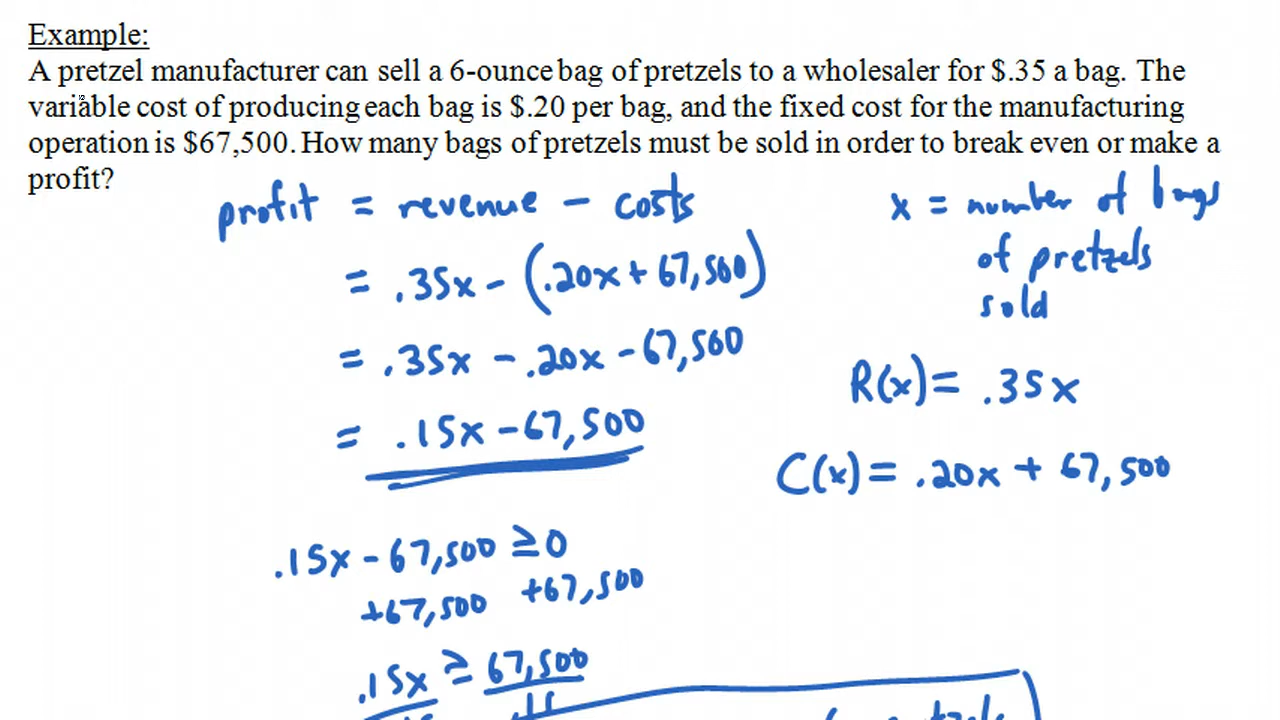 Example:
A pretzel manufacturer can sell a 6-ounce bag of pretzels to a wholesaler for $.35 a bag. The
variable cost of producing each bag is $.20 per bag, and the fixed cost for the manufacturing
operation is $67,500. How many bags of pretzels must be sold in order to break even or make a
profit?
profit = revenue - costs
= .35x - (.20x + 67,500)
= .35x - .20x - 67,500
= .15x - 67,500
x = number of bags
of pretzels
sold
R(x) = .35x
C(x) = .20x + 67,500
.15x - 67,500 ≥ 0
+67,500 +67,500
.15x ≥ 67,500